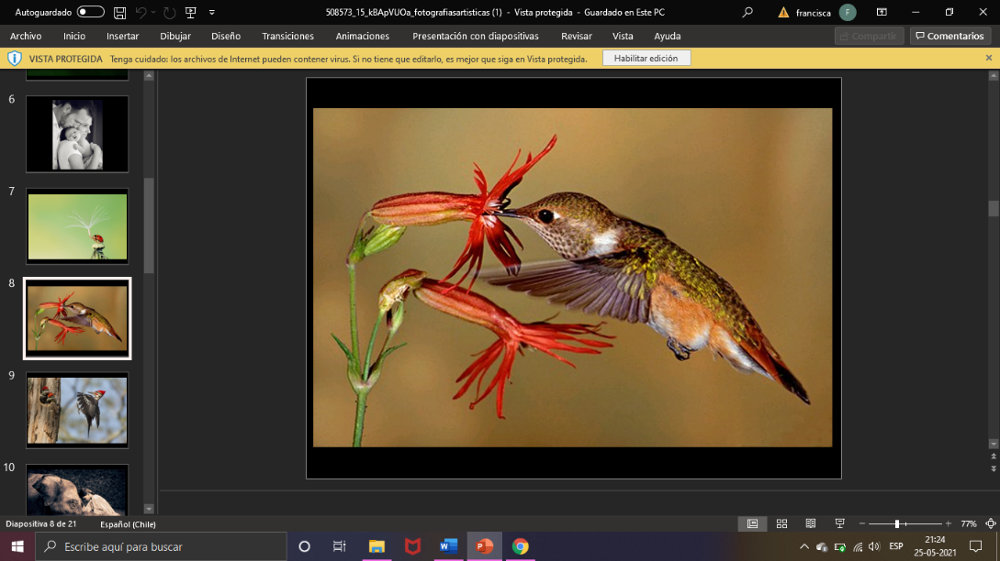 Autoguardado
508573_15_kBApVUOa_fotografiasartisticas (1) - Vista protegida - Guardado en Este PC
francisca
F
Archivo Inicio Insertar Dibujar Diseño Transiciones Animaciones Presentación con diapositivas Revisar Vista Ayuda
Compartir
Comentarios
VISTA PROTEGIDA Tenga cuidado: los archivos de Internet pueden contener virus. Si no tiene que editarlo, es mejor que siga en Vista protegida.
Habilitar edición
6
7
8
9
10
Diapositiva 8 de 21 Español (Chile)
77%
Escribe aquí para buscar
ESP
21:24
25-05-2021